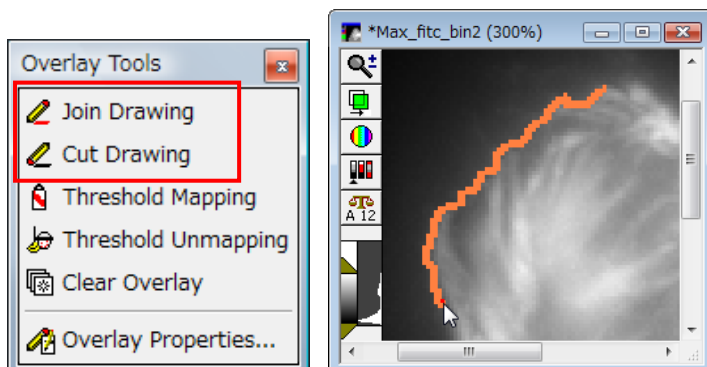 Overlay Tools
Join Drawing
Cut Drawing
Threshold Mapping
Threshold Unmapping
Clear Overlay
Overlay Properties...
*Max_fitc_bin2 (300%)
A 12